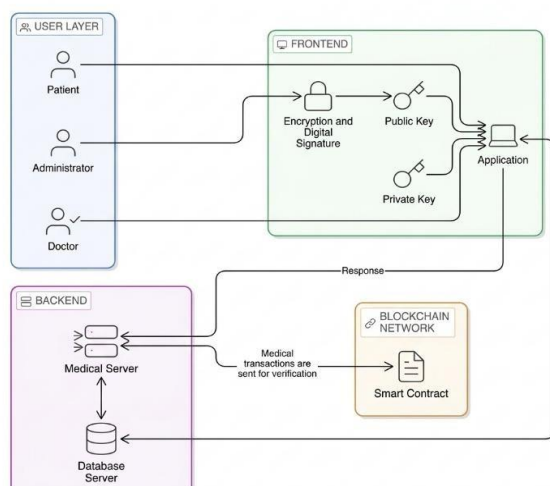 USER LAYER
Patient
Administrator
Doctor
FRONTEND
Encryption and
Digital
Signature
Public Key
Application
Private Key
Response
BACKEND
Medical Server
Database
Server
Medical
transactions are
sent for verification
BLOCKCHAIN
NETWORK
Smart Contract